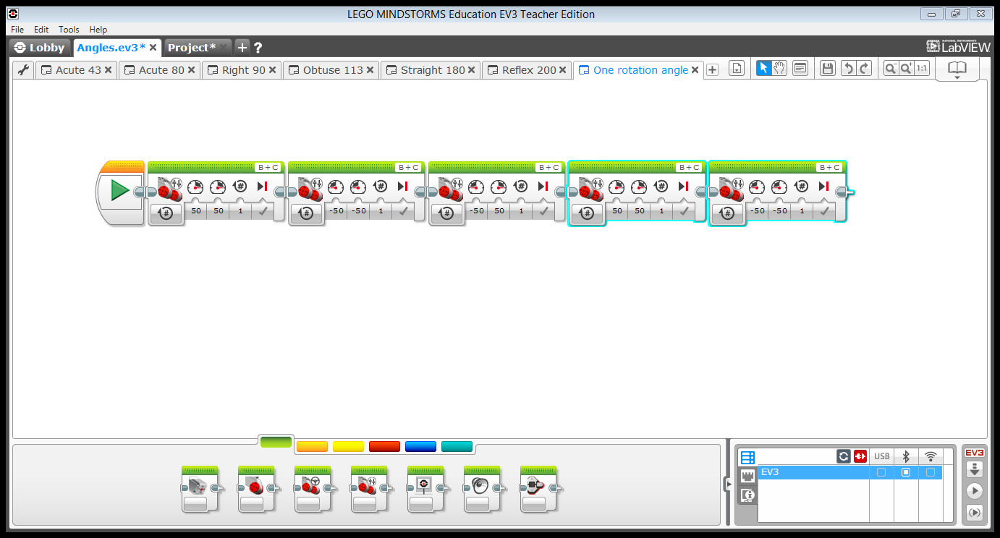 LEGO MINDSTORMS Education EV3 Teacher Edition
File Edit Tools Help
Lobby Angles.ev3* Project* + ?
NATIONAL INSTRUMENTS
LabVIEW
Acute 43 Acute 80 Right 90 Obtuse 113 Straight 180 Reflex 200 One rotation angle 1:1
B + C B + C B + C B + C B + C
# # # # #
# 50 50 1 # -50 -50 1 # -50 50 1 # 50 50 1 # -50 -50 1
USB
EV3
EV3